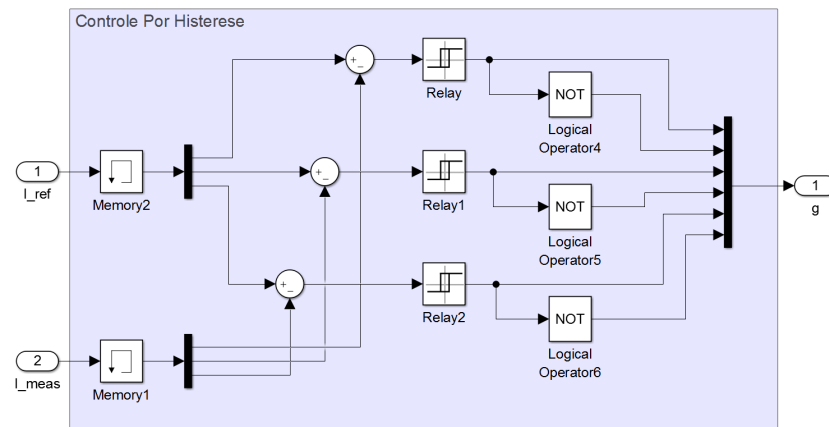 Controle Por Histerese
+
–
Relay
NOT
Logical
Operator4
1
I_ref
Memory2
+
–
Relay1
NOT
Logical
Operator5
1
g
+
–
Relay2
NOT
Logical
Operator6
2
I_meas
Memory1